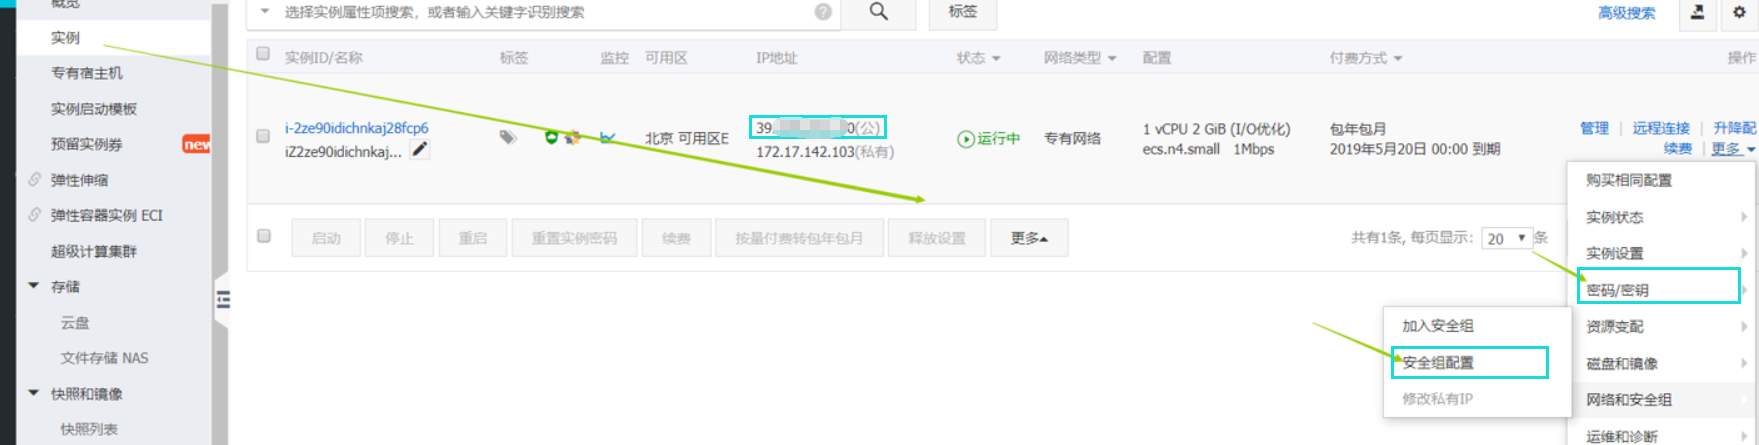 概览
实例
专有宿主机
实例启动模板
预留实例券
new
弹性伸缩
弹性容器实例 ECI
超级计算集群
存储
云盘
文件存储 NAS
快照和镜像
快照列表
选择实例属性项搜索，或者输入关键字识别搜索
?
标签
高级搜索
实例ID/名称 标签 监控 可用区 IP地址 状态 网络类型 配置 付费方式 操作
i-2ze90idichnkaj28fcp6
iZ2ze90idichnkaj...
北京 可用区E
39. 0(公)
172.17.142.103(私有)
运行中
专有网络
1 vCPU 2 GiB (I/O优化)
ecs.n4.small 1Mbps
包年包月
2019年5月20日 00:00 到期
管理 | 远程连接 | 升降配
续费 | 更多
启动 停止 重启 重置实例密码 续费 按量付费转包年包月 释放设置 更多
共有1条, 每页显示: 20 条
购买相同配置
实例状态
实例设置
密码/密钥
资源变配
磁盘和镜像
网络和安全组
运维和诊断
加入安全组
安全组配置
修改私有IP